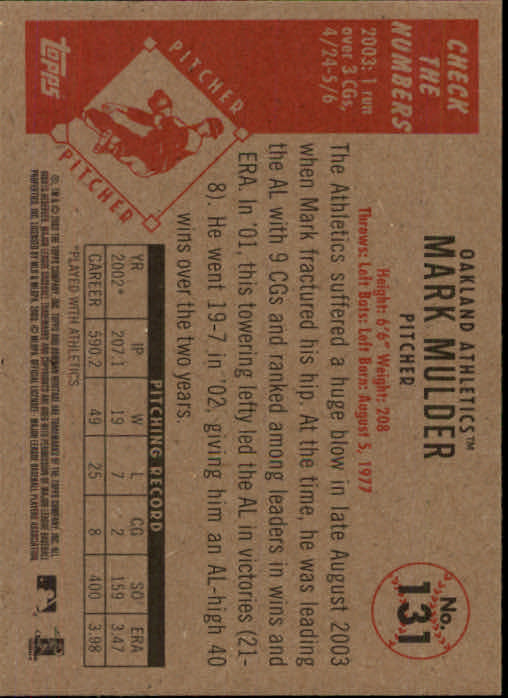 No.
131
OAKLAND ATHLETICS™
MARK MULDER
PITCHER
Height: 6'6" Weight: 208
Throws: Left Bats: Left Born: August 5, 1977
CHECK
THE
NUMBERS
2003: 1 run
over 3 CGs,
4/24-5/6
The Athletics suffered a huge blow in late August 2003
when Mark fractured his hip. At the time, he was leading
the AL with 9 CGs and ranked among leaders in wins and
ERA. In '01, this towering lefty led the AL in victories (21-
8). He went 19-7 in '02, giving him an AL-high 40
wins over the two years.
PITCHER
PITCHER
Topps
PITCHING RECORD
YR IP W L CG SO ERA
2002* 207.1 19 7 2 159 3.47
CAREER 590.2 49 25 8 400 3.98
*PLAYED WITH ATHLETICS